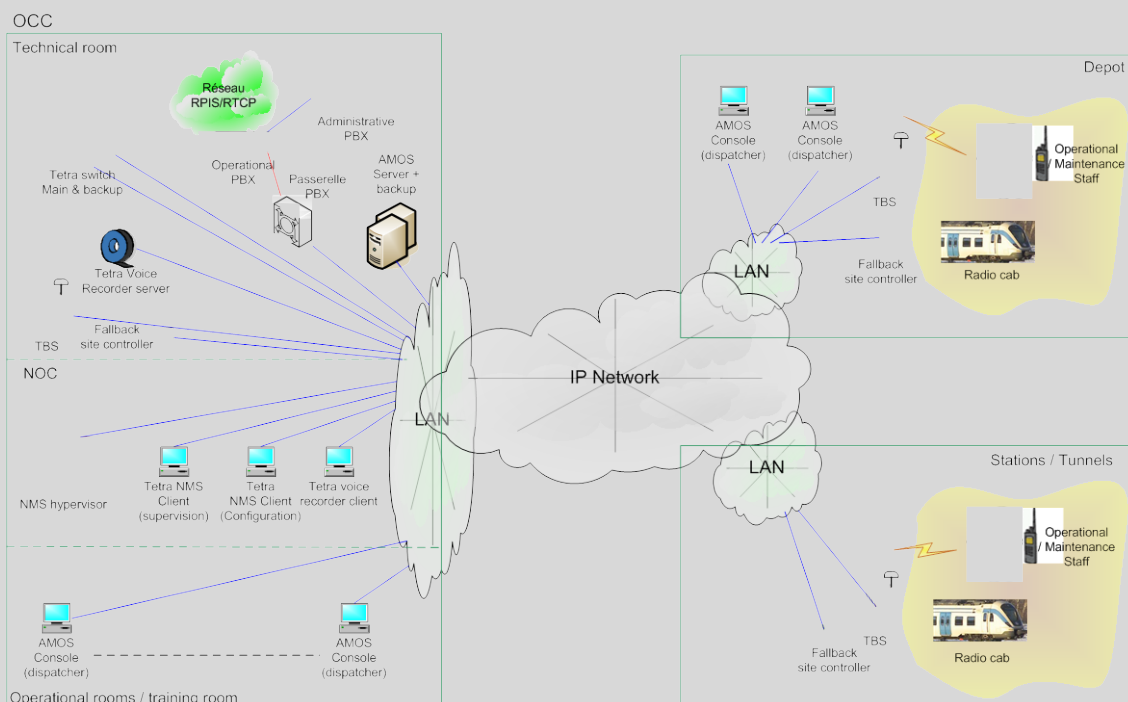 OCC
Technical room
Réseau
RPIS/RTCP
Administrative
PBX
Operational
PBX
Passerelle
PBX
AMOS
Server +
backup
Tetra switch
Main & backup
Tetra Voice
Recorder server
Fallback
site controller
TBS
NOC
LAN
IP Network
NMS hypervisor
Tetra NMS
Client
(supervision)
Tetra
NMS Client
(Configuration)
Tetra voice
recorder client
AMOS
Console
(dispatcher)
AMOS
Console
(dispatcher)
Operational rooms / training room
Depot
AMOS
Console
(dispatcher)
AMOS
Console
(dispatcher)
Operational
/ Maintenance
Staff
TBS
LAN
Fallback
site controller
Radio cab
Stations / Tunnels
LAN
Operational
/ Maintenance
Staff
TBS
Fallback
site controller
Radio cab